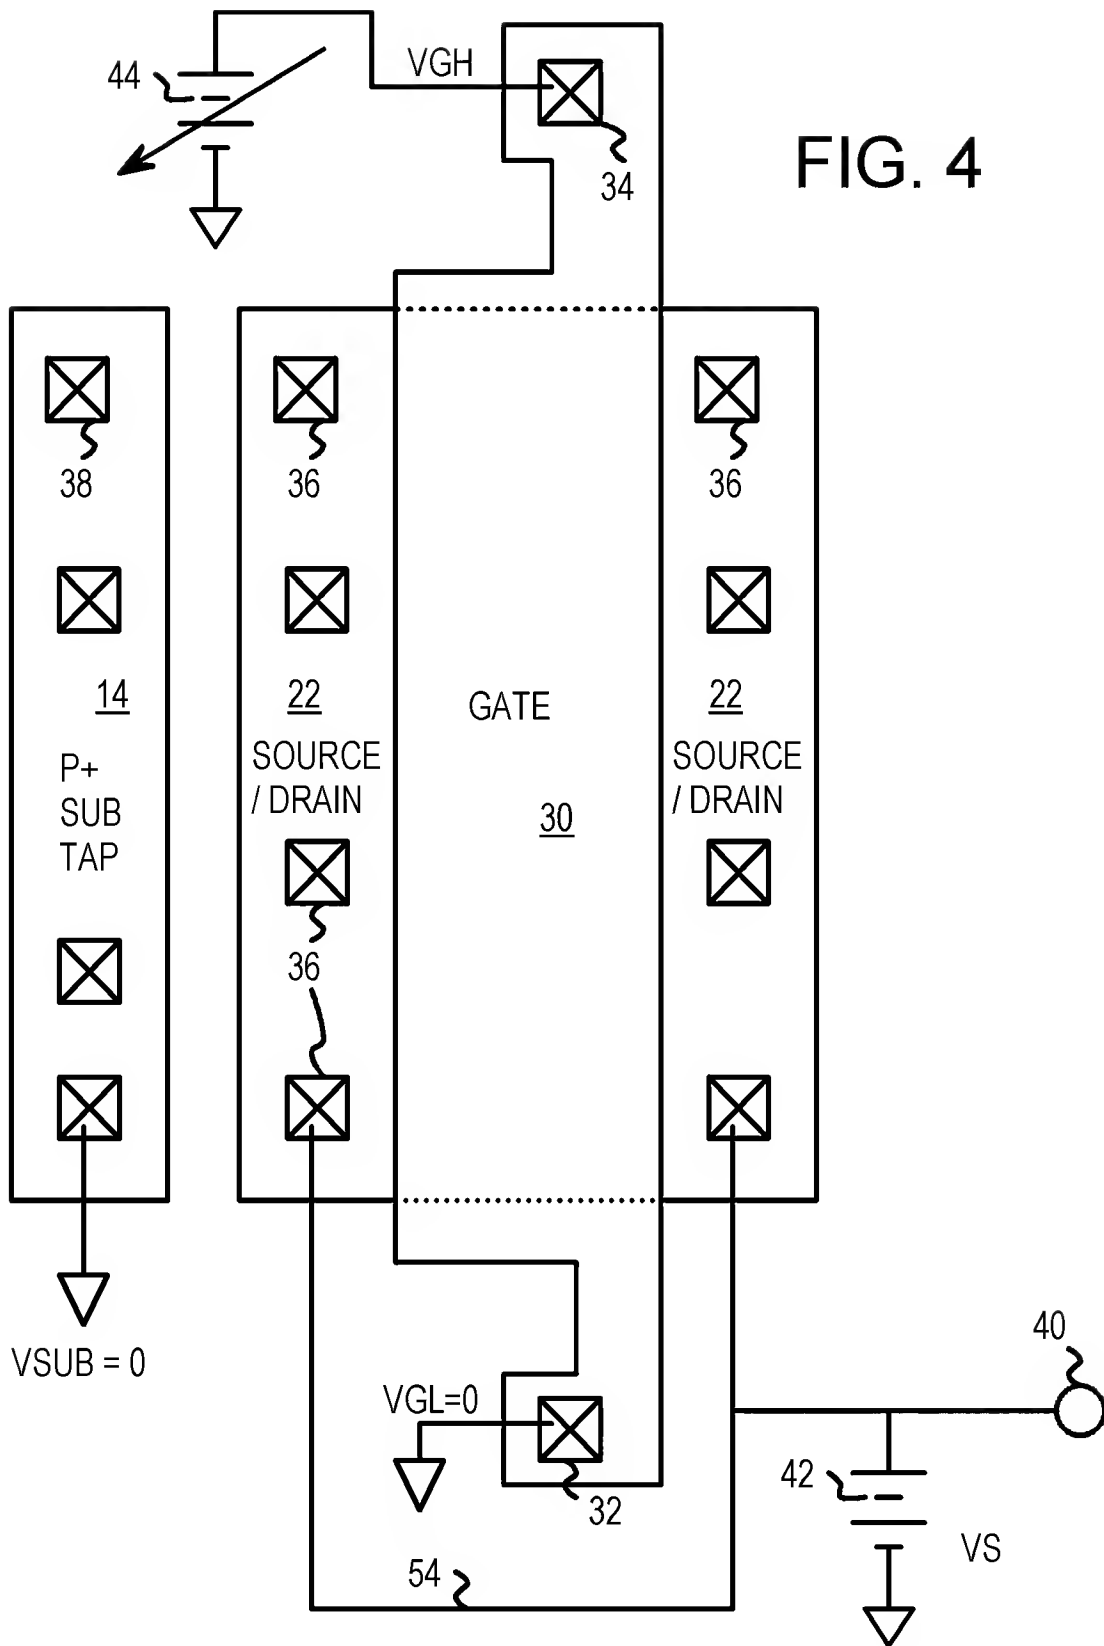 44
VGH
34
FIG. 4
38
36
36
14
22
GATE
22
P+
SUB
TAP
SOURCE
/ DRAIN
SOURCE
/ DRAIN
30
36
VSUB = 0
VGL=0
40
32
42
VS
54